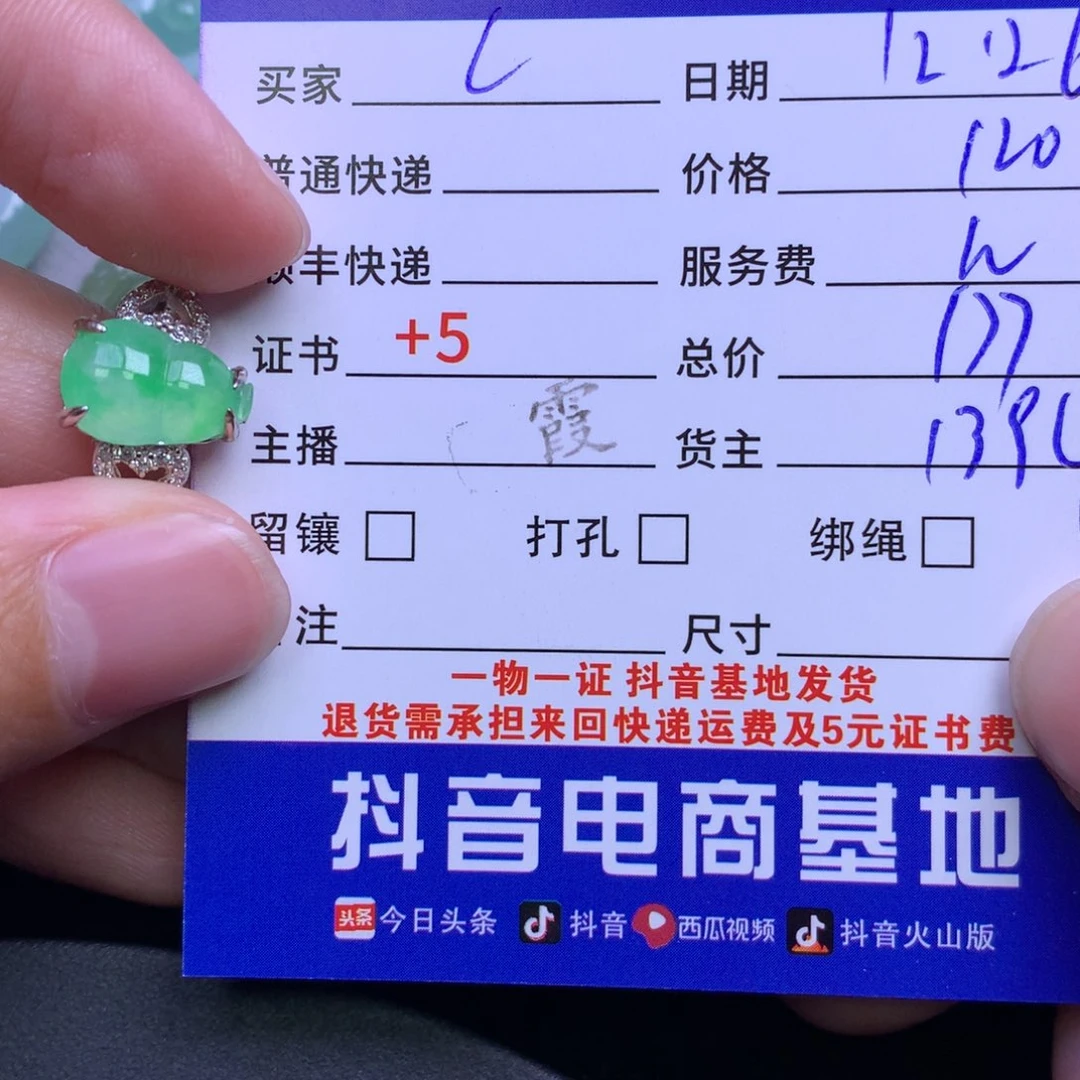 买家 L 日期 12.26
普通快递 价格 120
顺丰快递 服务费
证书 +5 总价 137
主播 霞 货主
留镶 打孔 绑绳
注 尺寸
一物一证 抖音基地发货
退货需承担来回快递运费及5元证书费
抖音电商基地
头条 今日头条 抖音 西瓜视频 抖音火山版